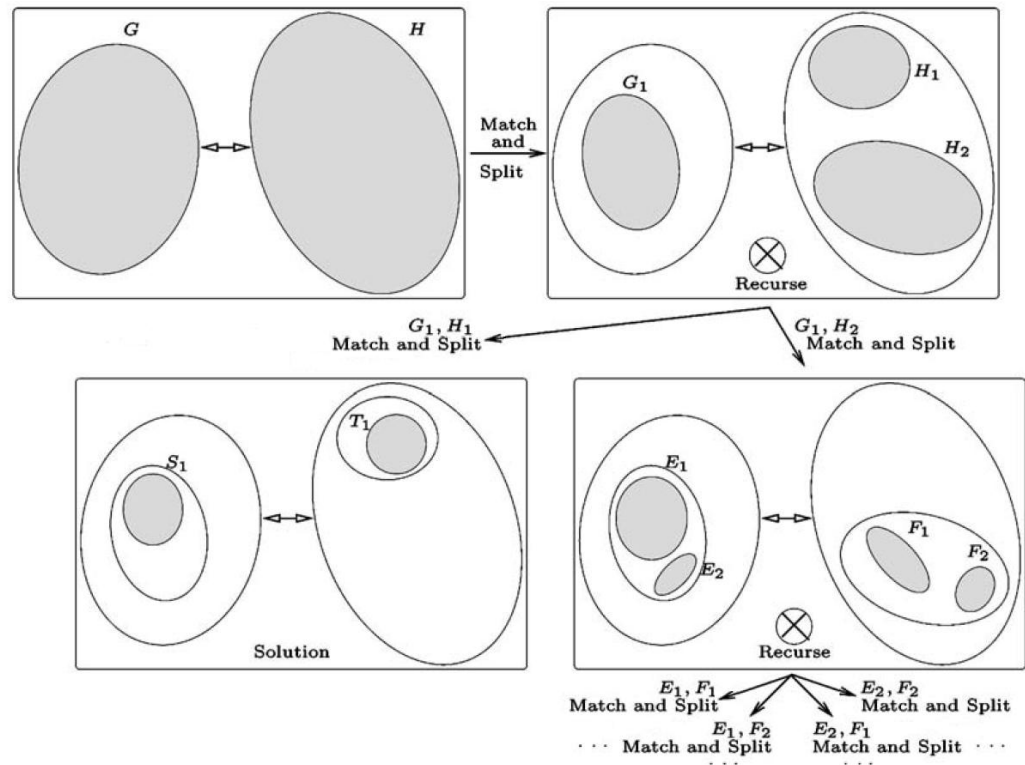 G
H
Match
and
Split
G1
H1
H2
Recurse
G1, H1
Match and Split
G1, H2
Match and Split
S1
T1
Solution
E1
E2
F1
F2
Recurse
E1, F1
Match and Split
E2, F2
Match and Split
E1, F2
· · · Match and Split
E2, F1
Match and Split · · ·
· · ·
· · ·